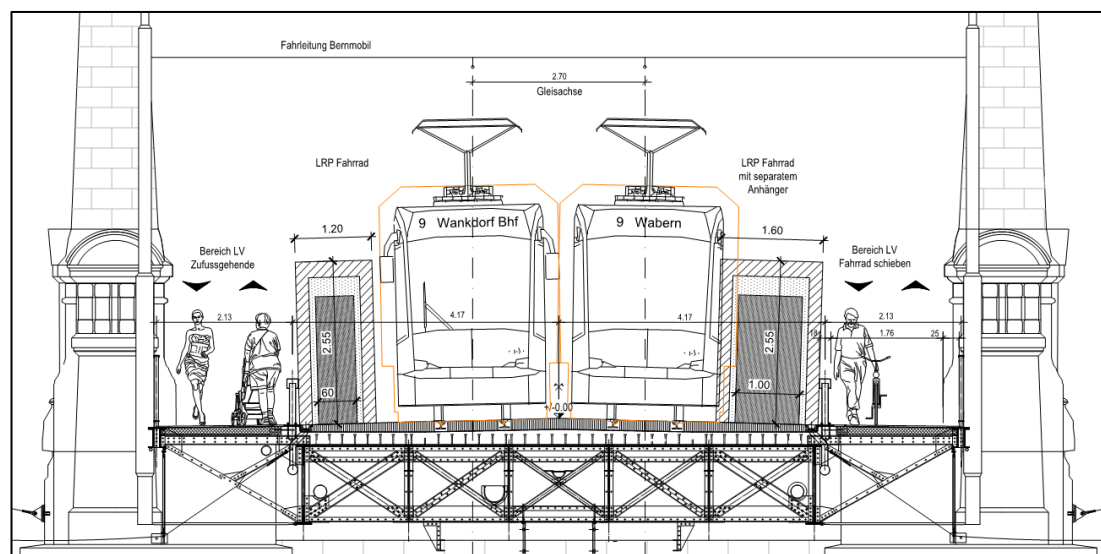 Fahrleitung Bernmobil
2.70
Gleisachse
LRP Fahrrad
LRP Fahrrad
mit separatem
Anhänger
9 Wankdorf Bhf
9 Wabern
1.20
1.60
Bereich LV
Zufussgehende
Bereich LV
Fahrrad schieben
2.13
4.17
4.17
2.13
18
1.76
25
2.55
2.55
60
1.00
+/-0.00